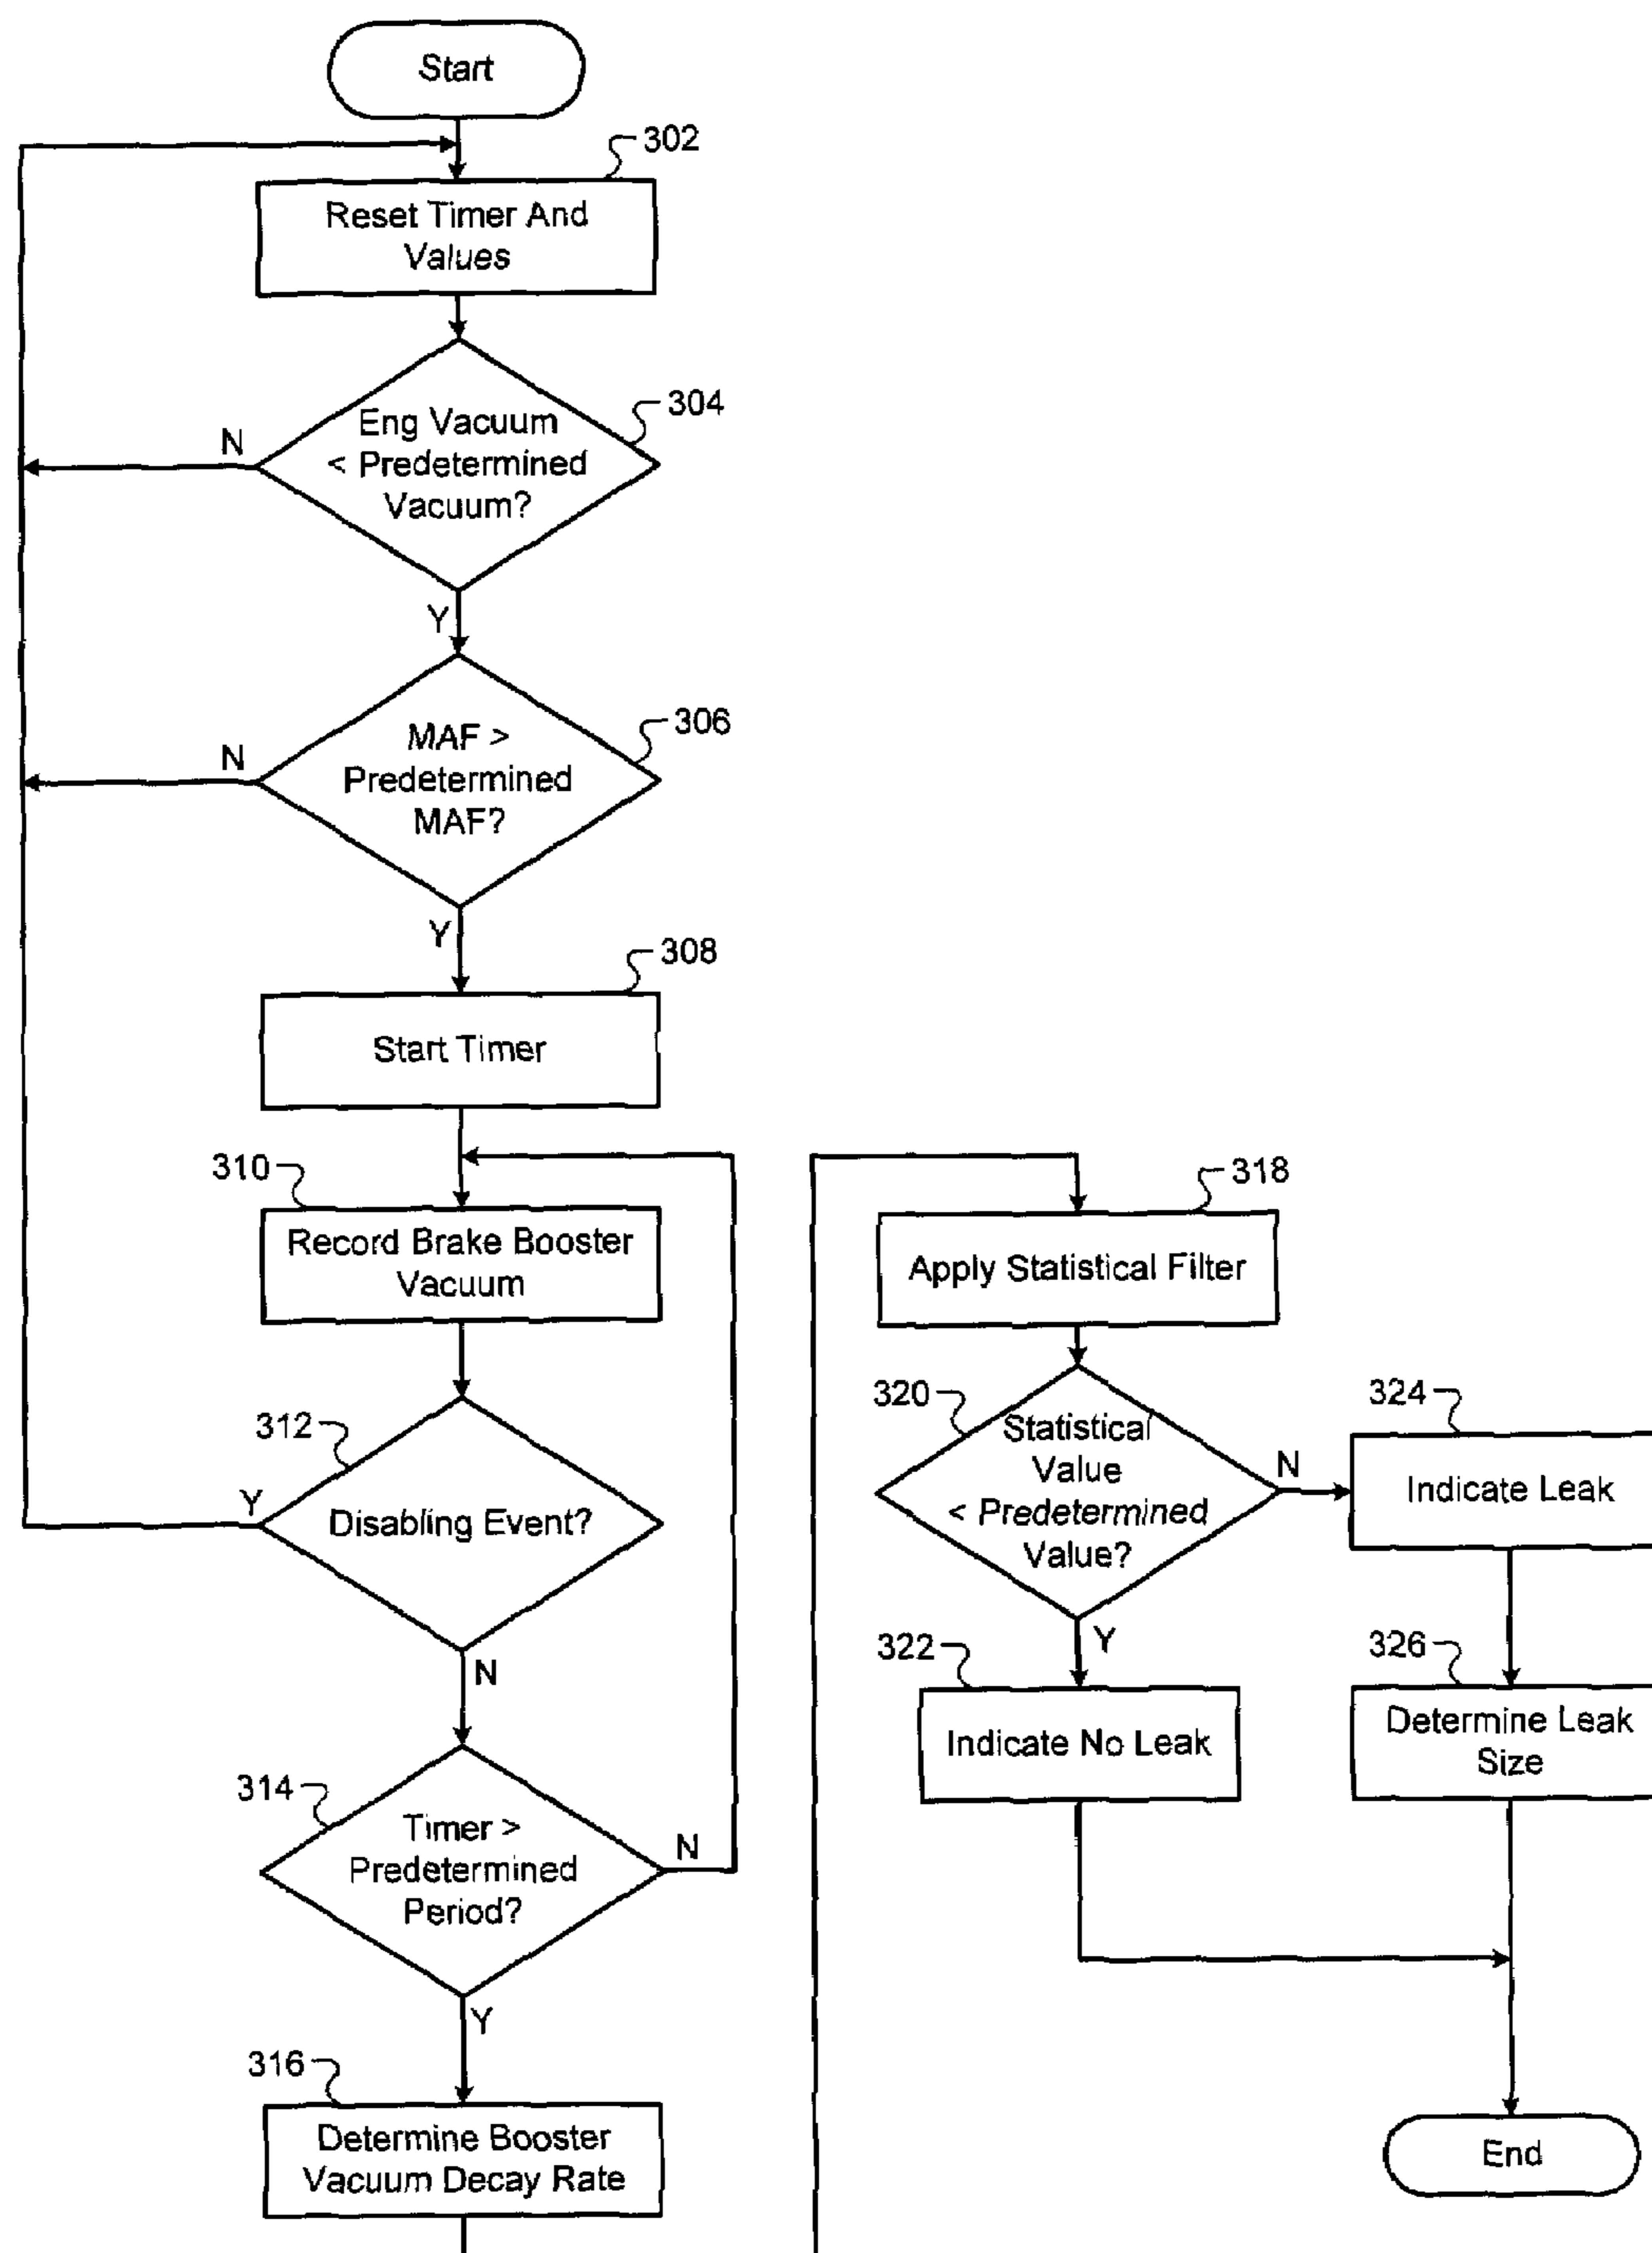 Start
302
Reset Timer And
Values
304
Eng Vacuum
< Predetermined
Vacuum?
N
Y
306
MAF >
Predetermined
MAF?
N
Y
308
Start Timer
310
Record Brake Booster
Vacuum
312
Disabling Event?
Y
N
314
Timer >
Predetermined
Period?
N
Y
316
Determine Booster
Vacuum Decay Rate
318
Apply Statistical Filter
320
Statistical
Value
< Predetermined
Value?
N
Y
324
Indicate Leak
322
Indicate No Leak
326
Determine Leak
Size
End